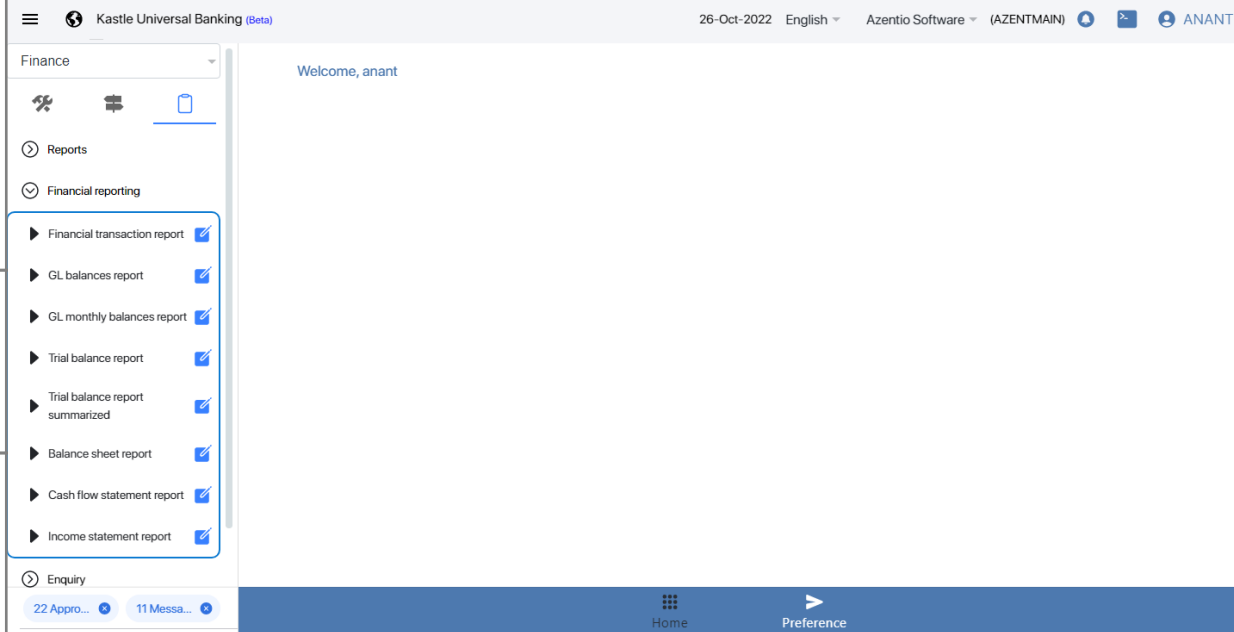 Kastle Universal Banking (Beta)
26-Oct-2022 English Azentio Software (AZENTMAIN) ANANT
Finance
Welcome, anant
Reports
Financial reporting
Financial transaction report
GL balances report
GL monthly balances report
Trial balance report
Trial balance report
summarized
Balance sheet report
Cash flow statement report
Income statement report
Enquiry
22 Appro... 11 Messa...
Home Preference